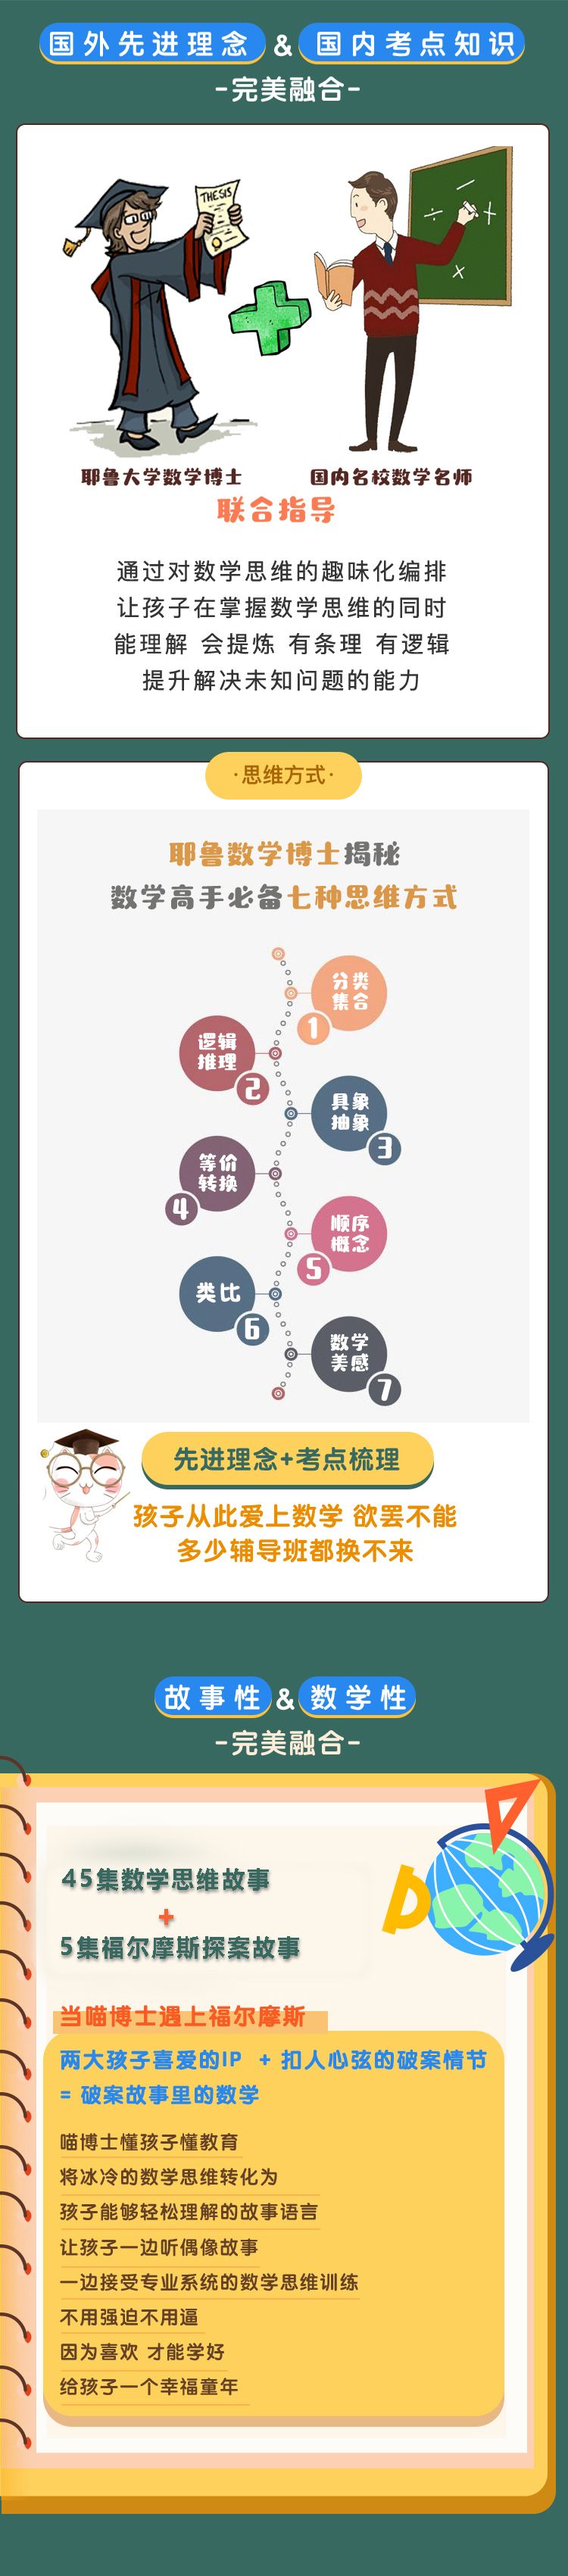 国外先进理念 & 国内考点知识
-完美融合-
THESIS
耶鲁大学数学博士 国内名校数学名师
联合指导
通过对数学思维的趣味化编排
让孩子在掌握数学思维的同时
能理解 会提炼 有条理 有逻辑
提升解决未知问题的能力
·思维方式·
耶鲁数学博士揭秘
数学高手必备七种思维方式
分类
集合
1
逻辑
推理
2
具象
抽象
3
等价
转换
4
顺序
概念
5
类比
6
数学
美感
7
先进理念+考点梳理
孩子从此爱上数学 欲罢不能
多少辅导班都换不来
故事性 & 数学性
-完美融合-
45集数学思维故事
+
5集福尔摩斯探案故事
当喵博士遇上福尔摩斯
两大孩子喜爱的IP + 扣人心弦的破案情节
= 破案故事里的数学
喵博士懂孩子懂教育
将冰冷的数学思维转化为
孩子能够轻松理解的故事语言
让孩子一边听偶像故事
一边接受专业系统的数学思维训练
不用强迫不用逼
因为喜欢 才能学好
给孩子一个幸福童年